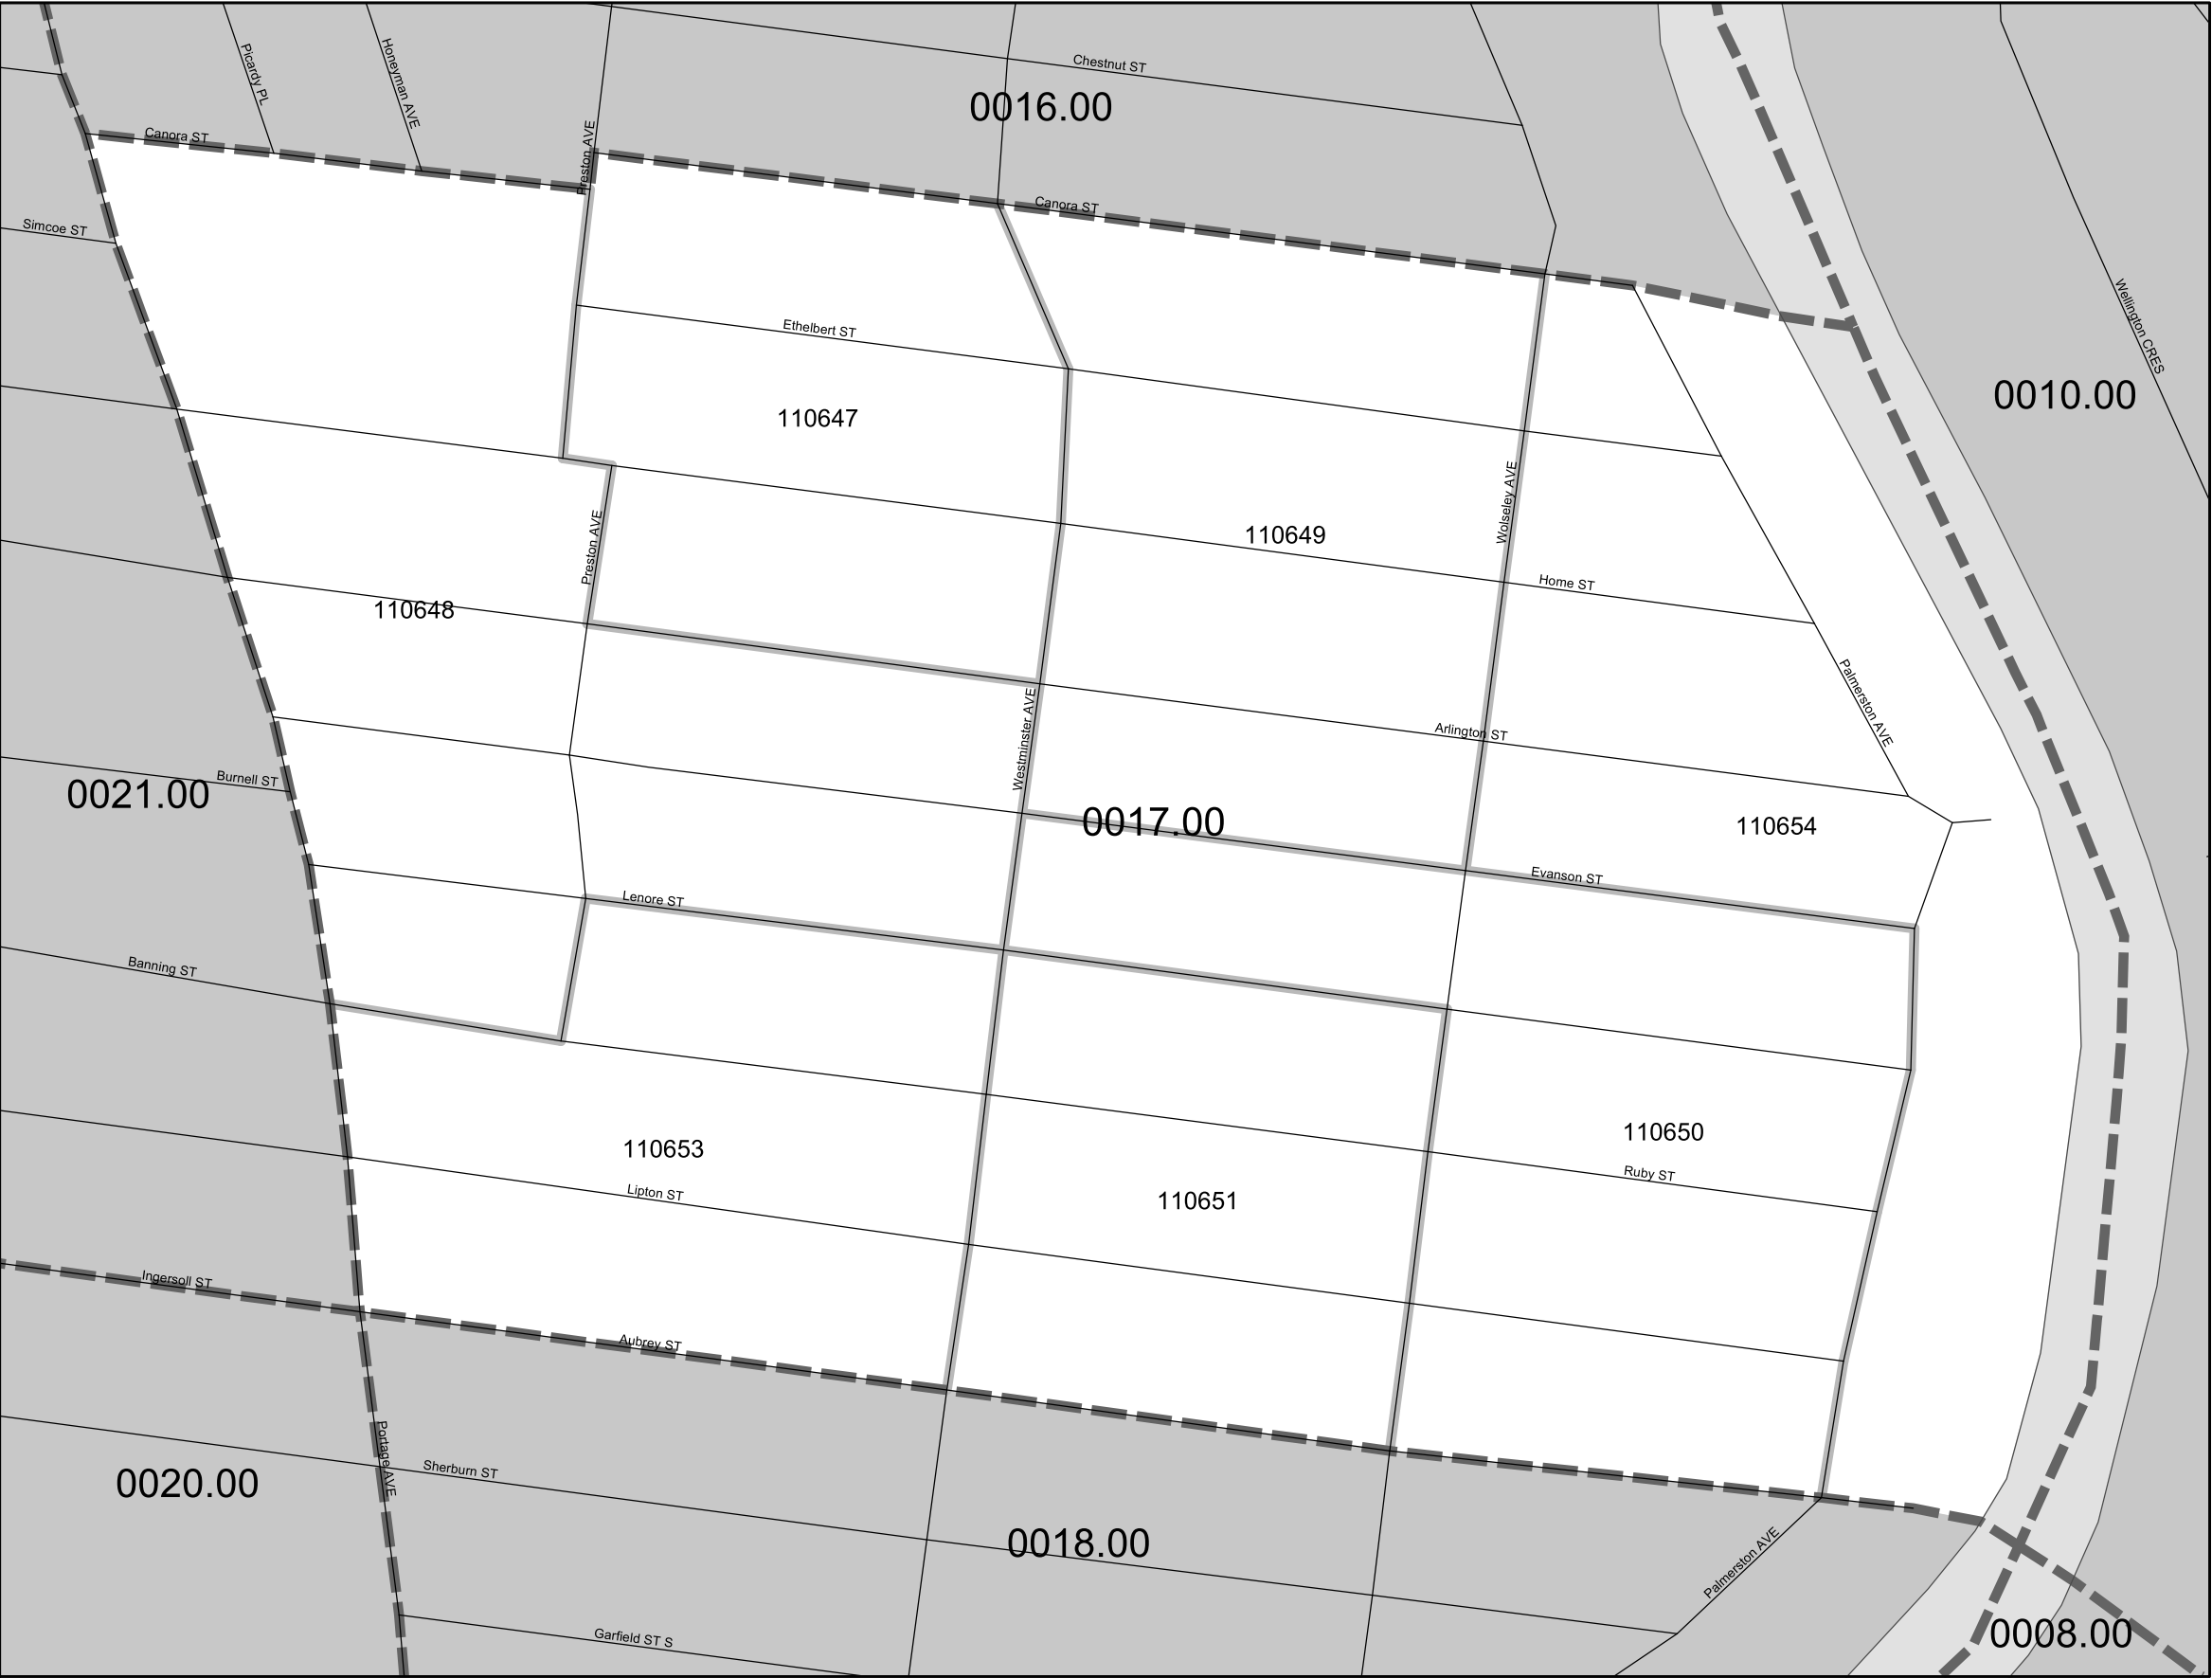 Chestnut ST
Picardy PL
Honeyman AVE
0016.00
Canora ST
Preston AVE
Canora ST
Simcoe ST
Ethelbert ST
Wellington CRES
0010.00
110647
Wolseley AVE
110649
Preston AVE
Home ST
110648
Palmerston AVE
Westminster AVE
Arlington ST
Burnell ST
0021.00
0017.00
110654
Evanson ST
Lenore ST
Banning ST
110650
110653
Ruby ST
Lipton ST
110651
Ingersoll ST
Aubrey ST
Portage AVE
Sherburn ST
0020.00
0018.00
Palmerston AVE
Garfield ST S
0008.00